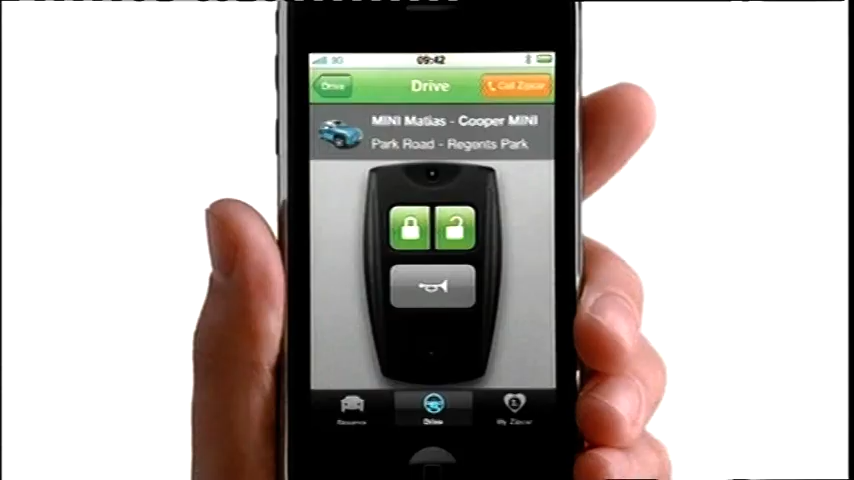 3G 09:42
Drive Drive Call Zipcar
MINI Matias - Cooper MINI
Park Road - Regents Park
Reserve Drive My Zipcar